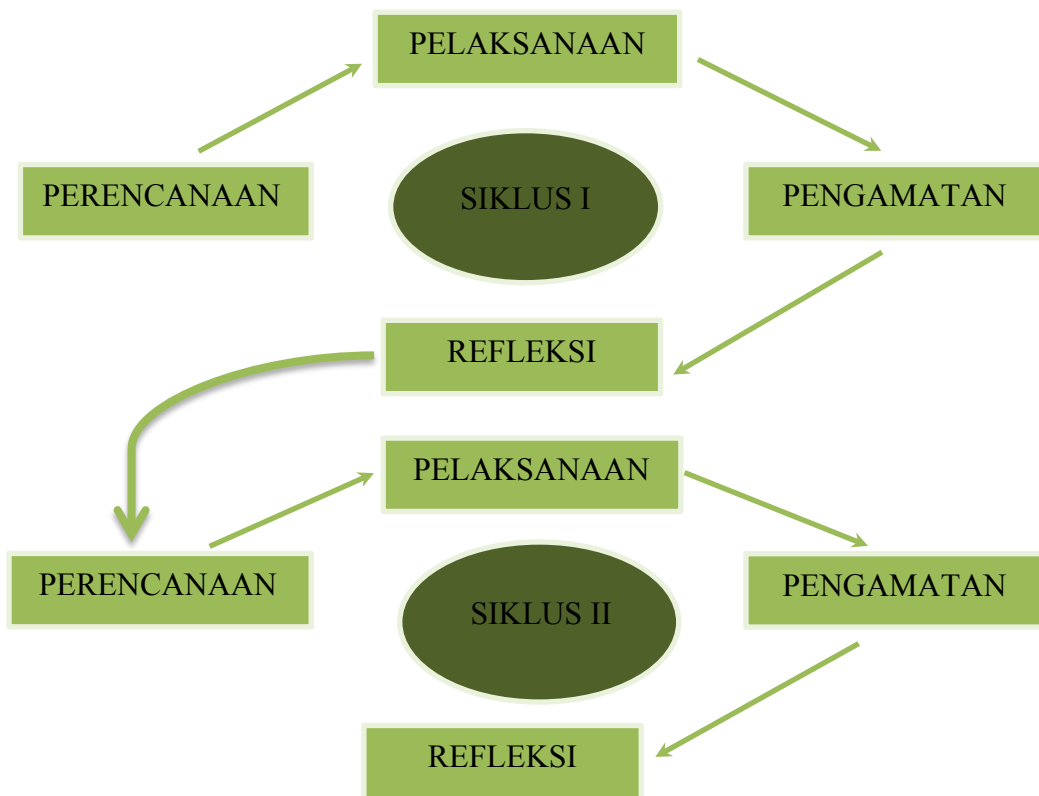 PELAKSANAAN
PERENCANAAN
SIKLUS I
PENGAMATAN
REFLEKSI
PELAKSANAAN
PERENCANAAN
SIKLUS II
PENGAMATAN
REFLEKSI